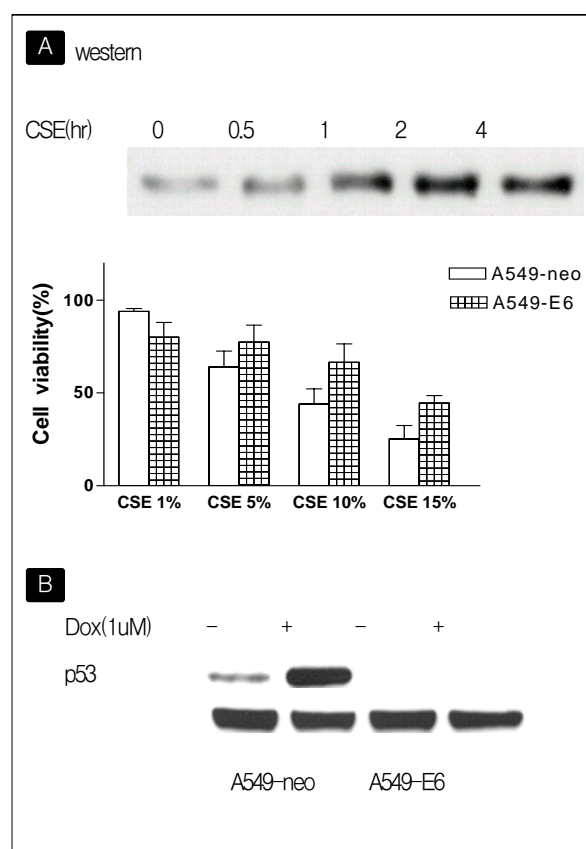 A western
CSE(hr) 0 0.5 1 2 4
A549-neo
A549-E6
Cell viability(%)
100
50
0
CSE 1% CSE 5% CSE 10% CSE 15%
B
Dox(1uM) - + - +
p53
A549-neo A549-E6